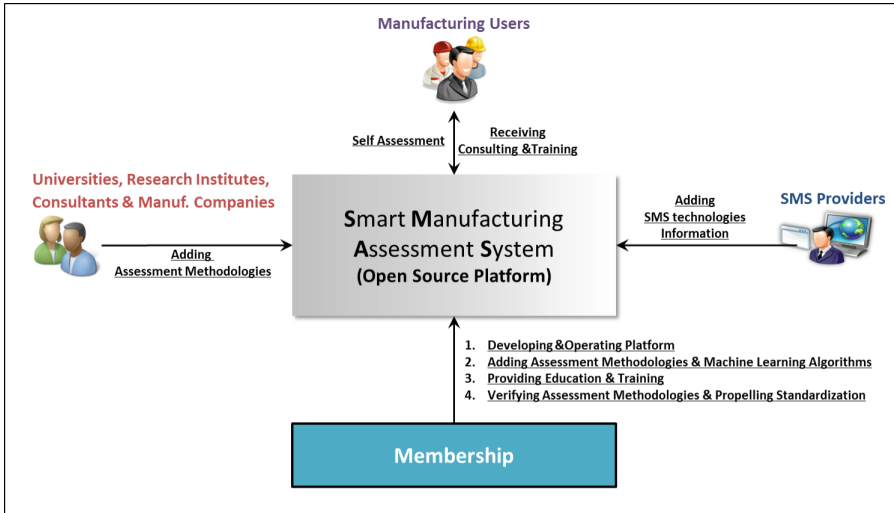 Manufacturing Users
Self Assessment
Receiving
Consulting &Training
Universities, Research Institutes,
Consultants & Manuf. Companies
Adding
Assessment Methodologies
Smart Manufacturing
Assessment System
(Open Source Platform)
SMS Providers
Adding
SMS technologies
Information
1. Developing &Operating Platform
2. Adding Assessment Methodologies & Machine Learning Algorithms
3. Providing Education & Training
4. Verifying Assessment Methodologies & Propelling Standardization
Membership